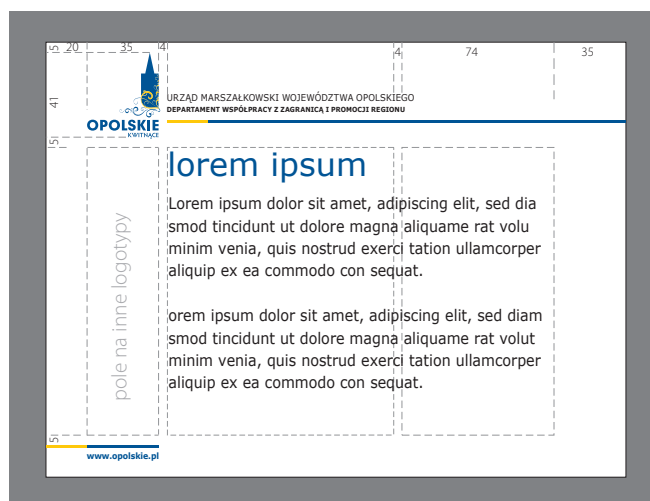 5 20 35 4 4 74 35
41
URZĄD MARSZAŁKOWSKI WOJEWÓDZTWA OPOLSKIEGO
DEPARTAMENT WSPÓŁPRACY Z ZAGRANICĄ I PROMOCJI REGIONU
OPOLSKIE
KWITNĄCE
5
lorem ipsum
Lorem ipsum dolor sit amet, adipiscing elit, sed dia
smod tincidunt ut dolore magna aliquame rat volu
minim venia, quis nostrud exerci tation ullamcorper
aliquip ex ea commodo con sequat.
orem ipsum dolor sit amet, adipiscing elit, sed diam
smod tincidunt ut dolore magna aliquame rat volut
minim venia, quis nostrud exerci tation ullamcorper
aliquip ex ea commodo con sequat.
pole na inne logotypy
5
www.opolskie.pl